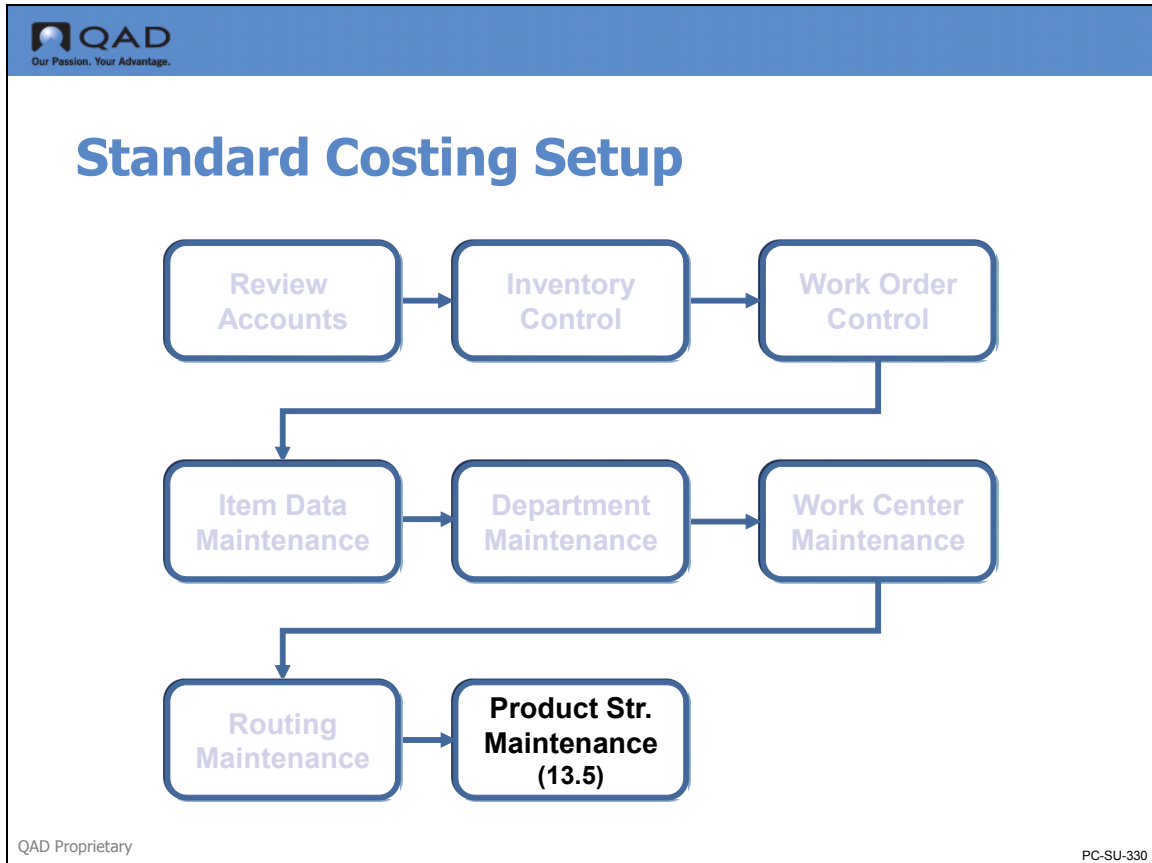 QAD
Our Passion. Your Advantage.
Standard Costing Setup
Review
Accounts
Inventory
Control
Work Order
Control
Item Data
Maintenance
Department
Maintenance
Work Center
Maintenance
Routing
Maintenance
Product Str.
Maintenance
(13.5)
QAD Proprietary
PC-SU-330